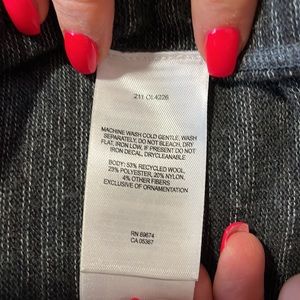 211 OL4226
MACHINE WASH COLD GENTLE, WASH
SEPARATELY, DO NOT BLEACH, DRY
FLAT, IRON LOW, IF PRESENT DO NOT
IRON DECAL, DRYCLEANABLE
BODY: 53% RECYCLED WOOL
23% POLYESTER, 20% NYLON,
4% OTHER FIBERS
EXCLUSIVE OF ORNAMENTATION
RN 69674
CA 05367